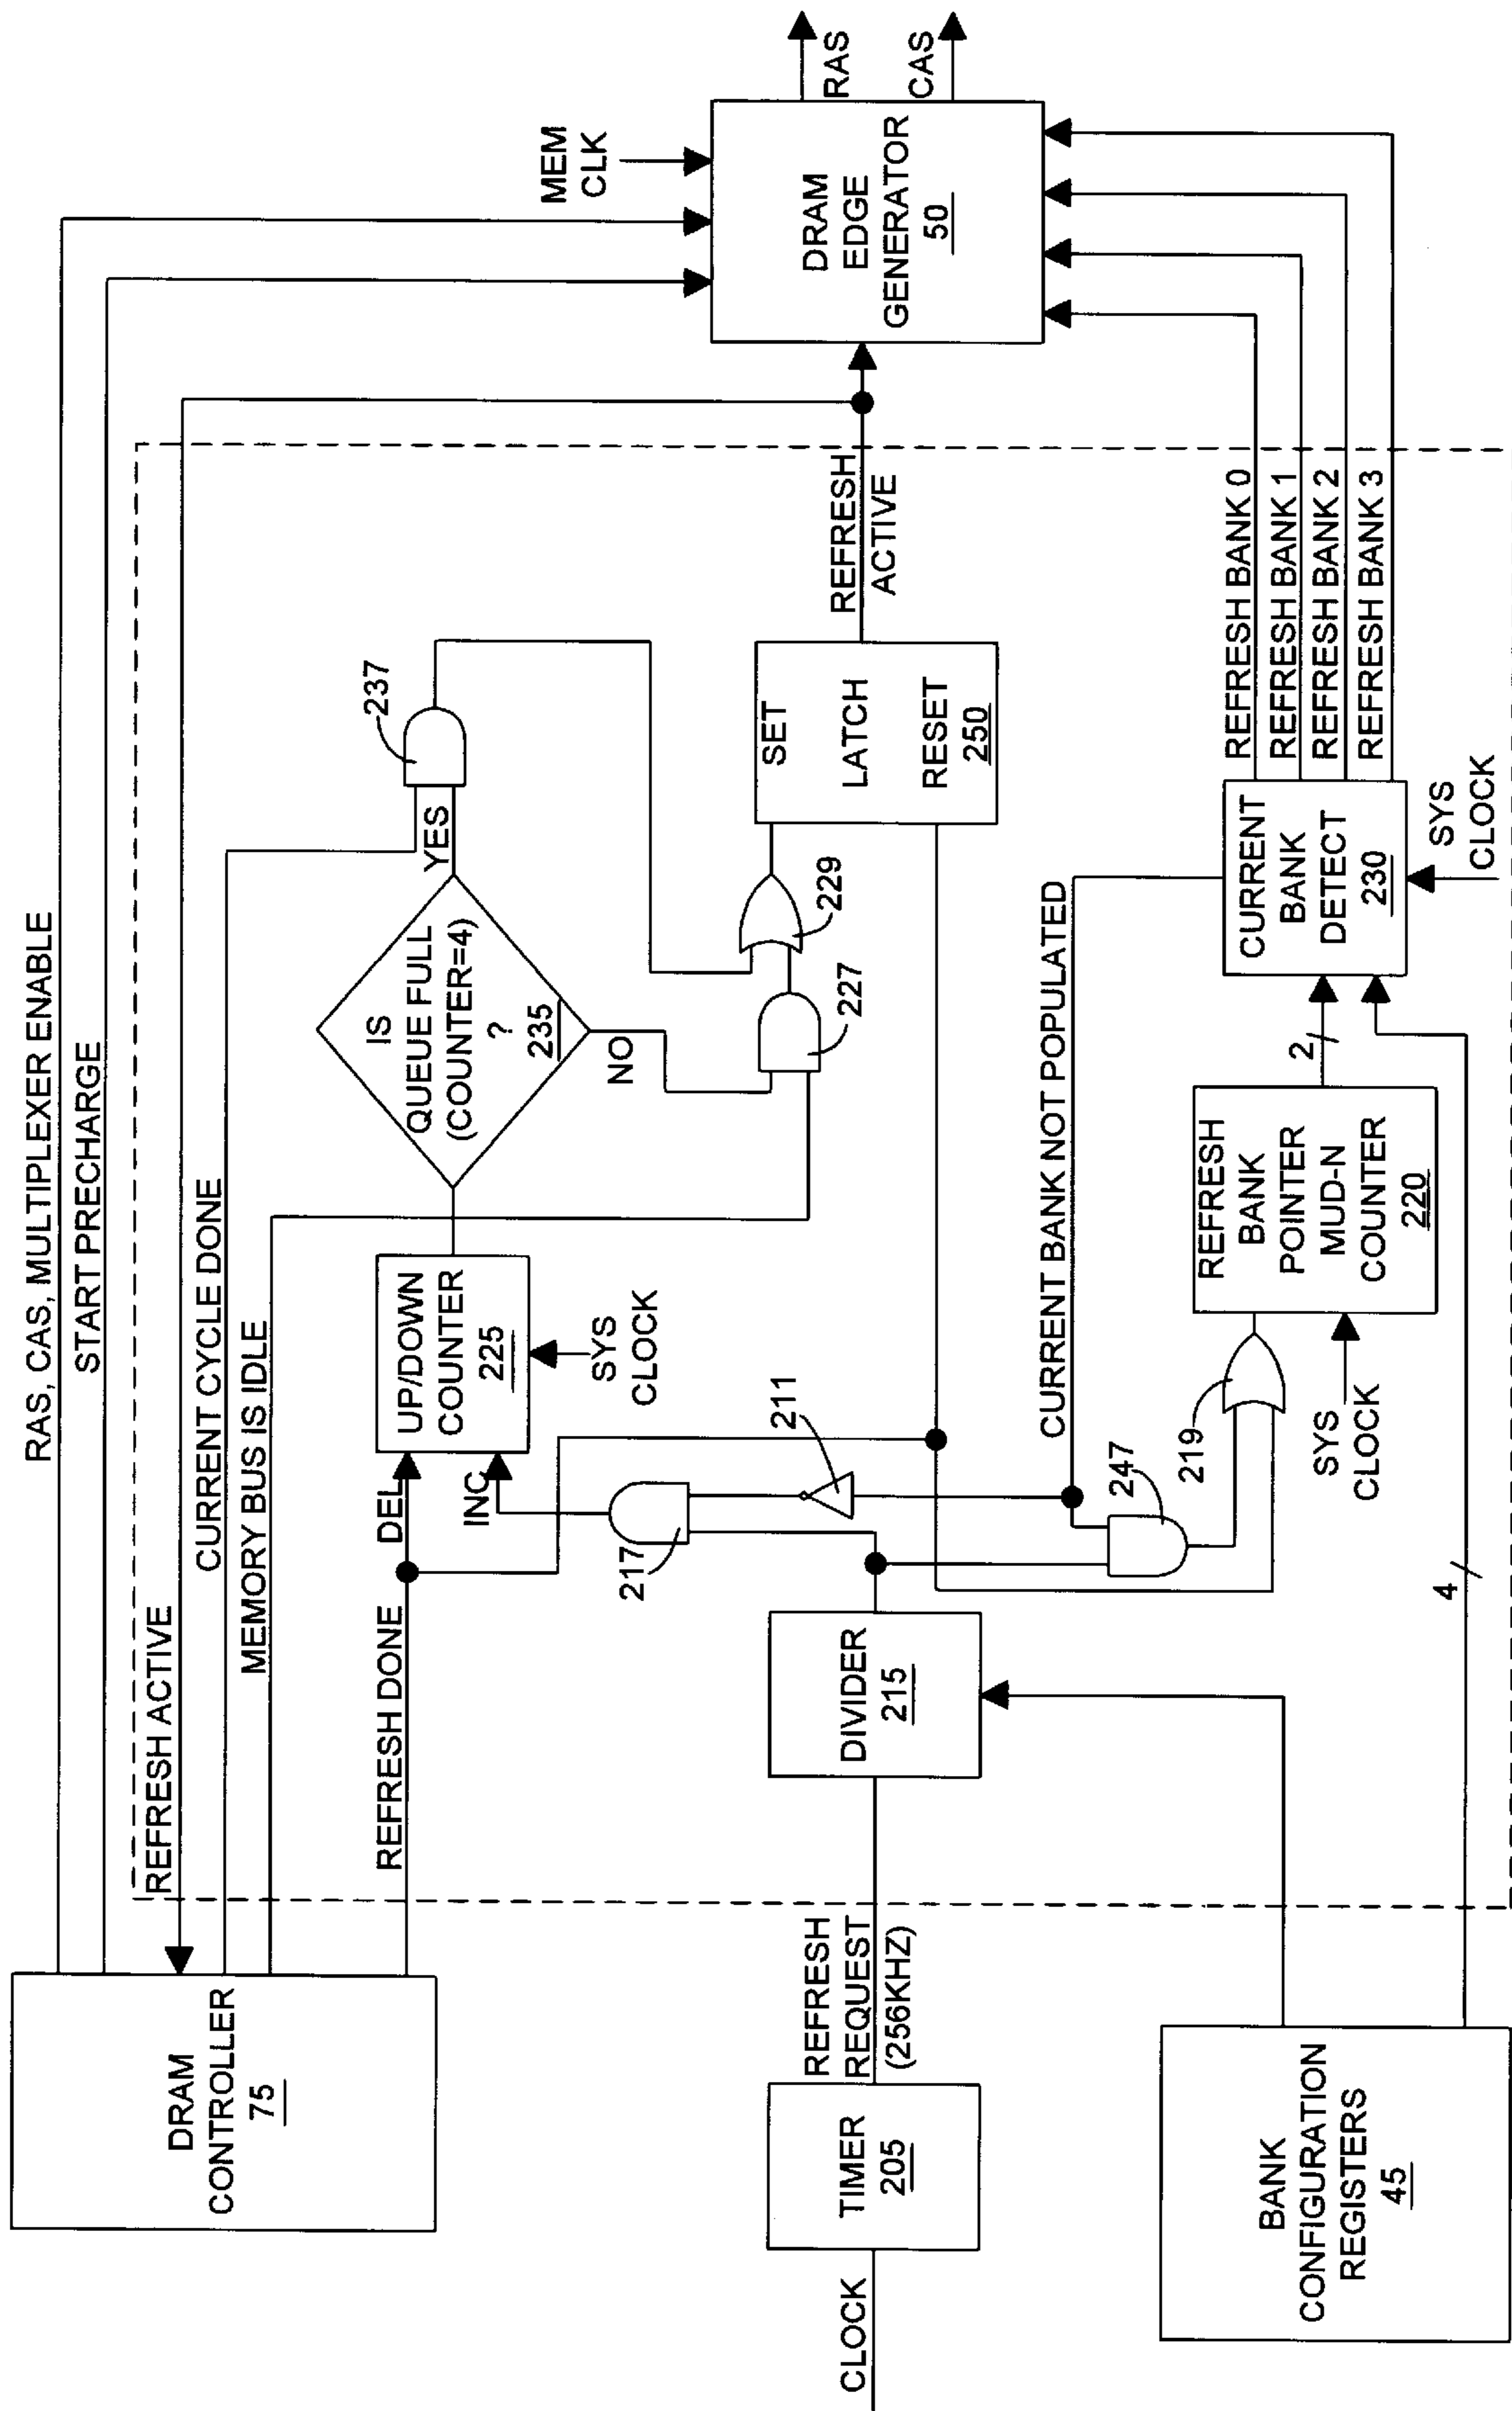 RAS, CAS, MULTIPLEXER ENABLE
START PRECHARGE
REFRESH ACTIVE
CURRENT CYCLE DONE
MEMORY BUS IS IDLE
REFRESH DONE
DRAM
CONTROLLER
75
DEL
INC
UP/DOWN
COUNTER
225
SYS
CLOCK
IS
QUEUE FULL
(COUNTER=4)
?
235
YES
NO
237
227
229
SET
LATCH
RESET
250
REFRESH
ACTIVE
MEM
CLK
DRAM
EDGE
GENERATOR
50
RAS
CAS
CLOCK
TIMER
205
REFRESH
REQUEST
(256KHZ)
DIVIDER
215
217
211
247
219
CURRENT BANK NOT POPULATED
SYS
CLOCK
REFRESH
BANK
POINTER
MUD-N
COUNTER
220
2
4
CURRENT
BANK
DETECT
230
SYS
CLOCK
REFRESH BANK 0
REFRESH BANK 1
REFRESH BANK 2
REFRESH BANK 3
BANK
CONFIGURATION
REGISTERS
45